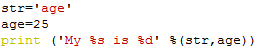 str='age'
age=25
print ('My %s is %d' %(str,age))